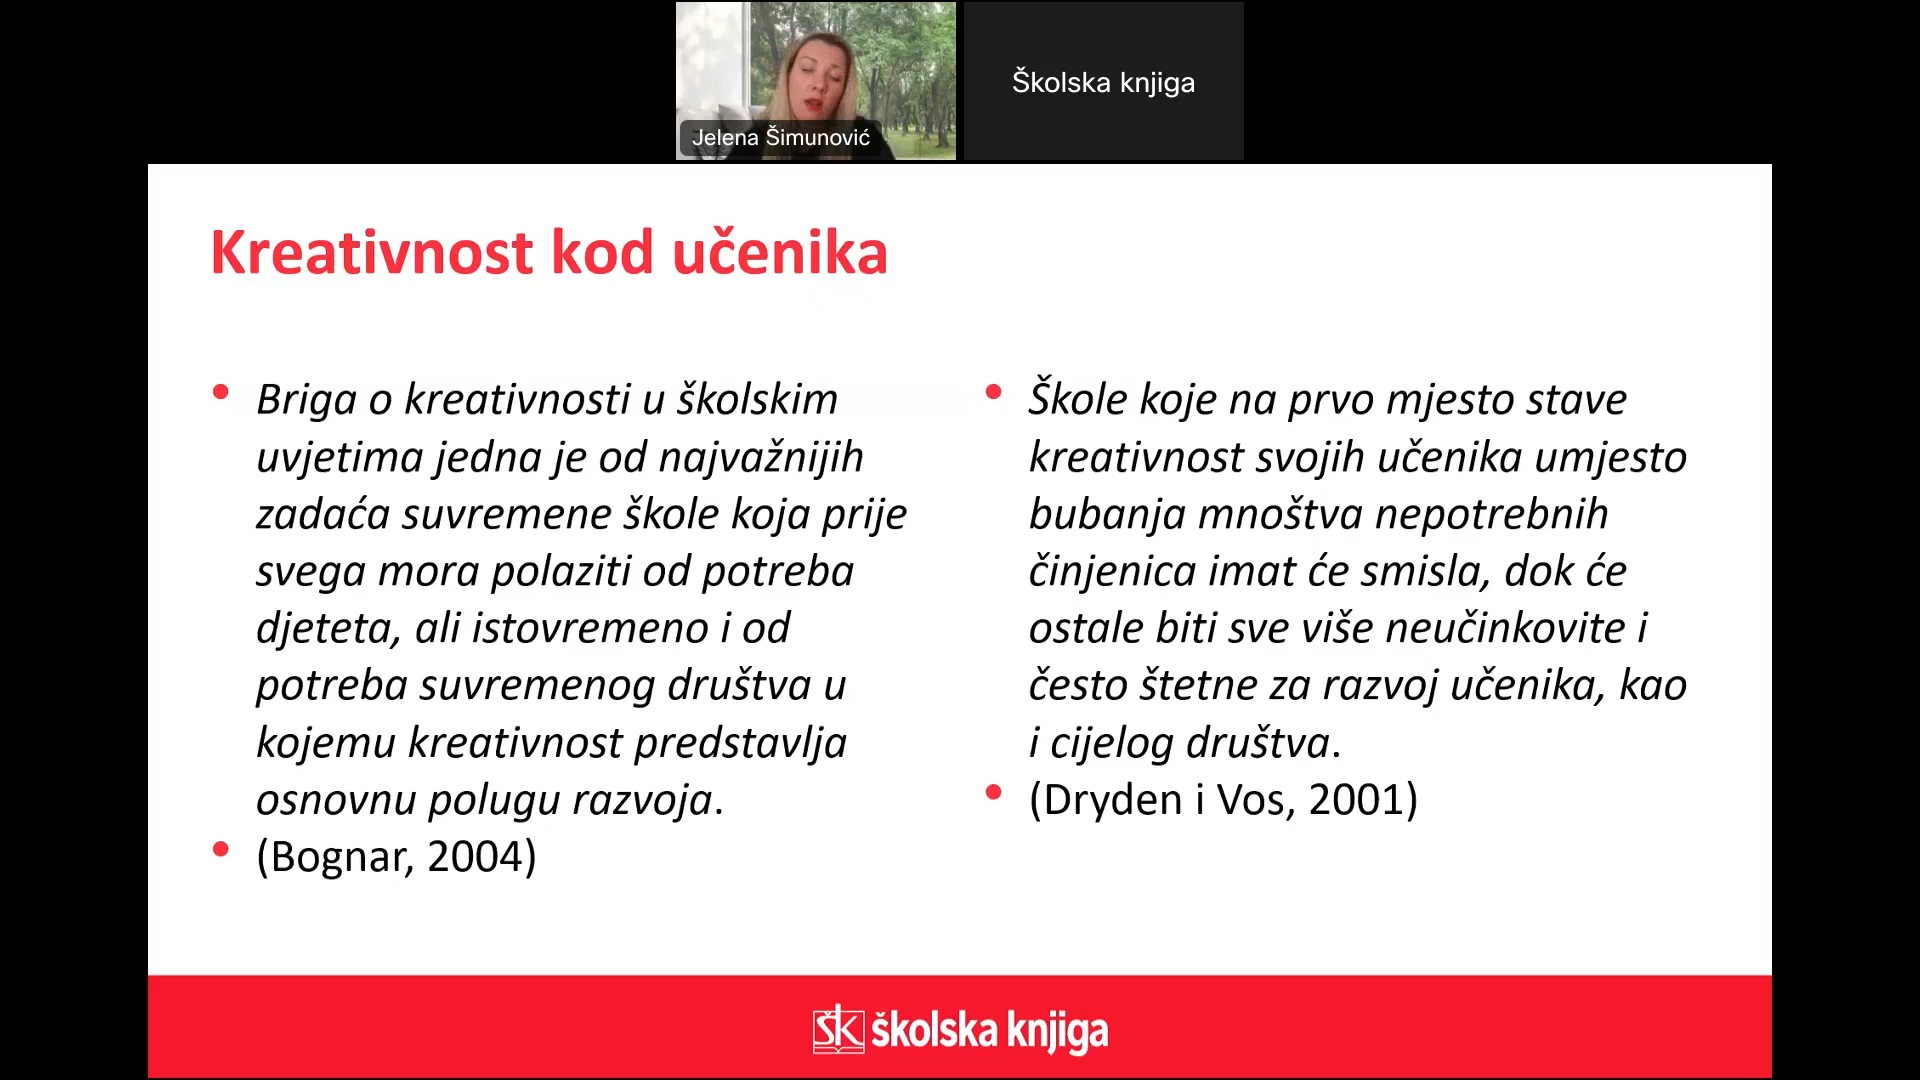 Jelena Šimunović
Školska knjiga
Kreativnost kod učenika
• Briga o kreativnosti u školskim
uvjetima jedna je od najvažnijih
zadaća suvremene škole koja prije
svega mora polaziti od potreba
djeteta, ali istovremeno i od
potreba suvremenog društva u
kojemu kreativnost predstavlja
osnovnu polugu razvoja.
• (Bognar, 2004)
• Škole koje na prvo mjesto stave
kreativnost svojih učenika umjesto
bubanja mnoštva nepotrebnih
činjenica imat će smisla, dok će
ostale biti sve više neučinkovite i
često štetne za razvoj učenika, kao
i cijelog društva.
• (Dryden i Vos, 2001)
ŠK školska knjiga